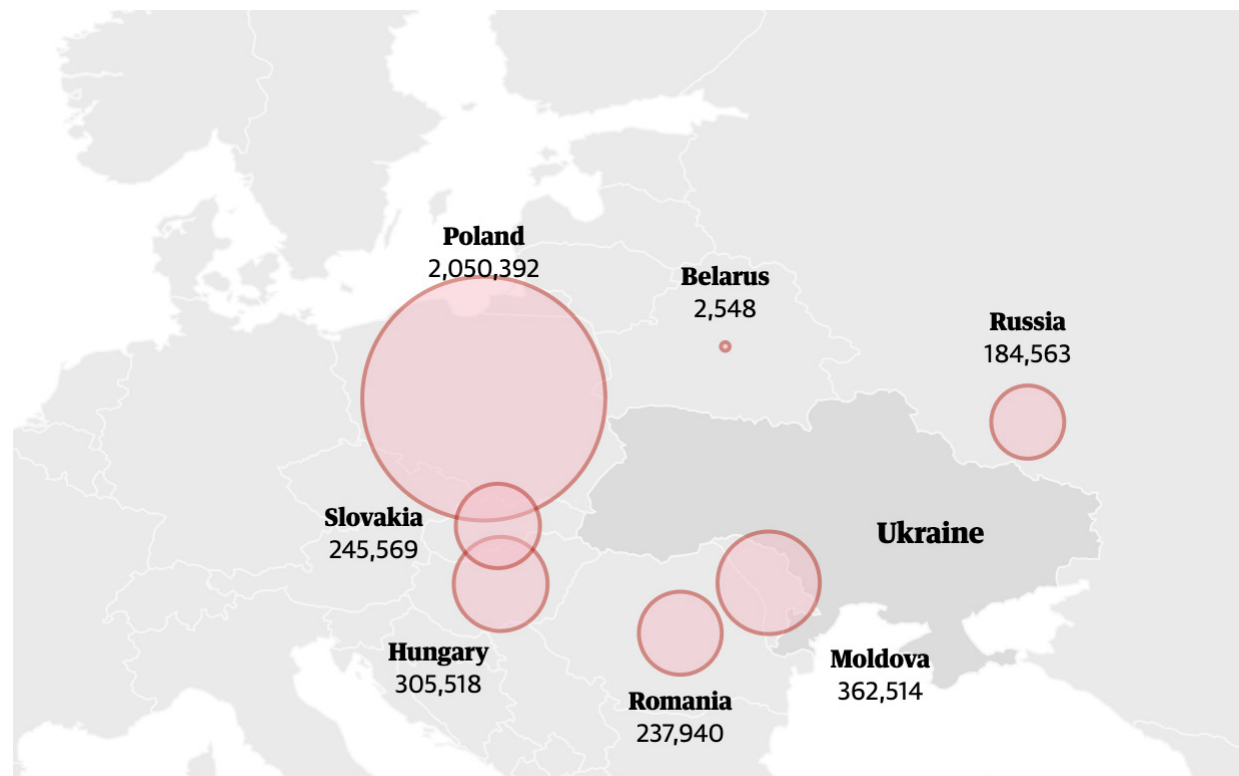 Poland
2,050,392
Belarus
2,548
Russia
184,563
Slovakia
245,569
Ukraine
Hungary
305,518
Romania
237,940
Moldova
362,514